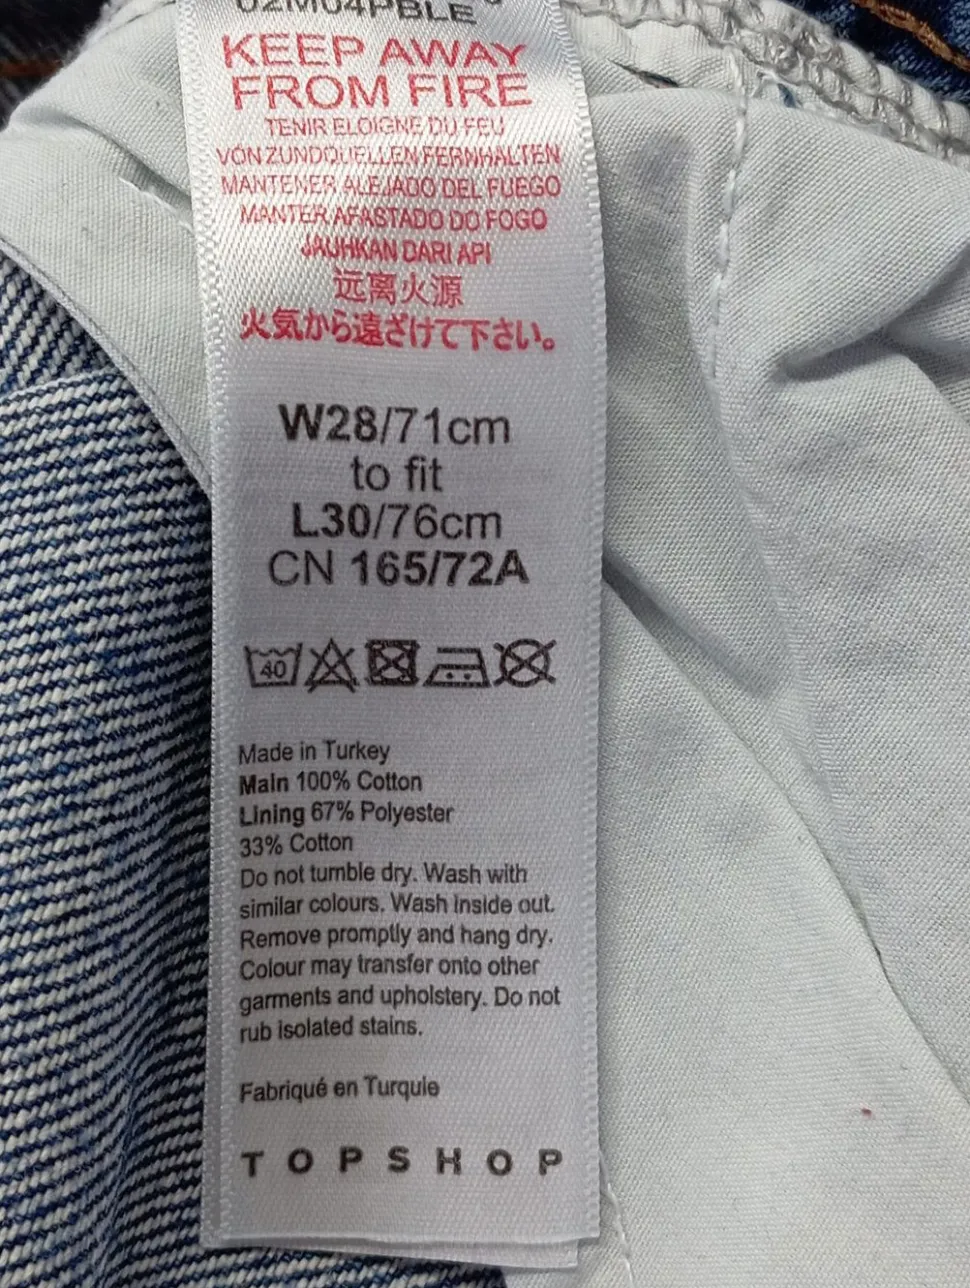 02M04PBLE
KEEP AWAY
FROM FIRE
TENIR ELOIGNE DU FEU
VON ZUNDQUELLEN FERNHALTEN
MANTENER ALEJADO DEL FUEGO
MANTER AFASTADO DO FOGO
JAUHKAN DARI API
远离火源
火気から遠ざけて下さい。
W28/71cm
to fit
L30/76cm
CN 165/72A
40
Made in Turkey
Main 100% Cotton
Lining 67% Polyester
33% Cotton
Do not tumble dry. Wash with
similar colours. Wash inside out.
Remove promptly and hang dry.
Colour may transfer onto other
garments and upholstery. Do not
rub isolated stains.
Fabriqué en Turquie
TOPSHOP